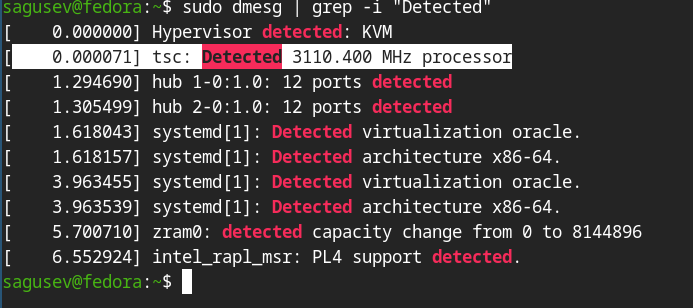 sagusev@fedora:~$ sudo dmesg | grep -i "Detected"
[    0.000000] Hypervisor detected: KVM
[    0.000071] tsc: Detected 3110.400 MHz processor
[    1.294690] hub 1-0:1.0: 12 ports detected
[    1.305499] hub 2-0:1.0: 12 ports detected
[    1.618043] systemd[1]: Detected virtualization oracle.
[    1.618157] systemd[1]: Detected architecture x86-64.
[    3.963455] systemd[1]: Detected virtualization oracle.
[    3.963539] systemd[1]: Detected architecture x86-64.
[    5.700710] zram0: detected capacity change from 0 to 8144896
[    6.552924] intel_rapl_msr: PL4 support detected.
sagusev@fedora:~$